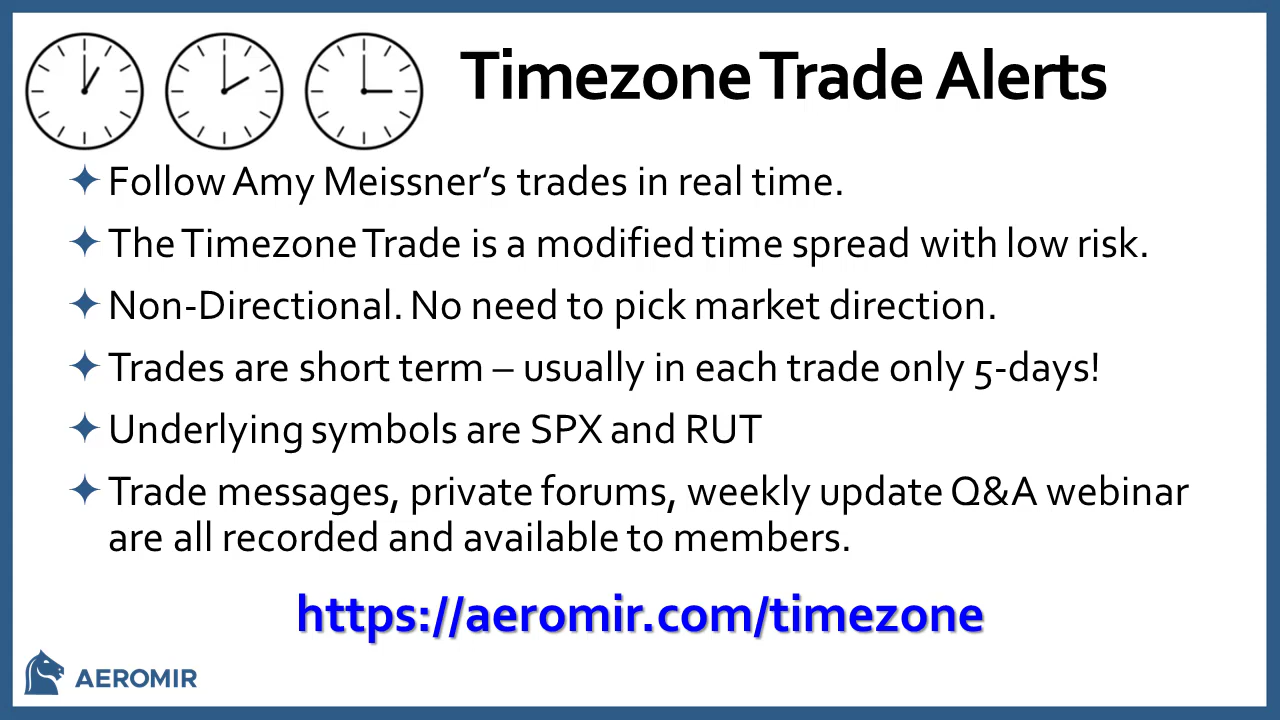 Timezone Trade Alerts
Follow Amy Meissner’s trades in real time.
The Timezone Trade is a modified time spread with low risk.
Non-Directional. No need to pick market direction.
Trades are short term – usually in each trade only 5-days!
Underlying symbols are SPX and RUT
Trade messages, private forums, weekly update Q&A webinar
are all recorded and available to members.
https://aeromir.com/timezone
AEROMIR